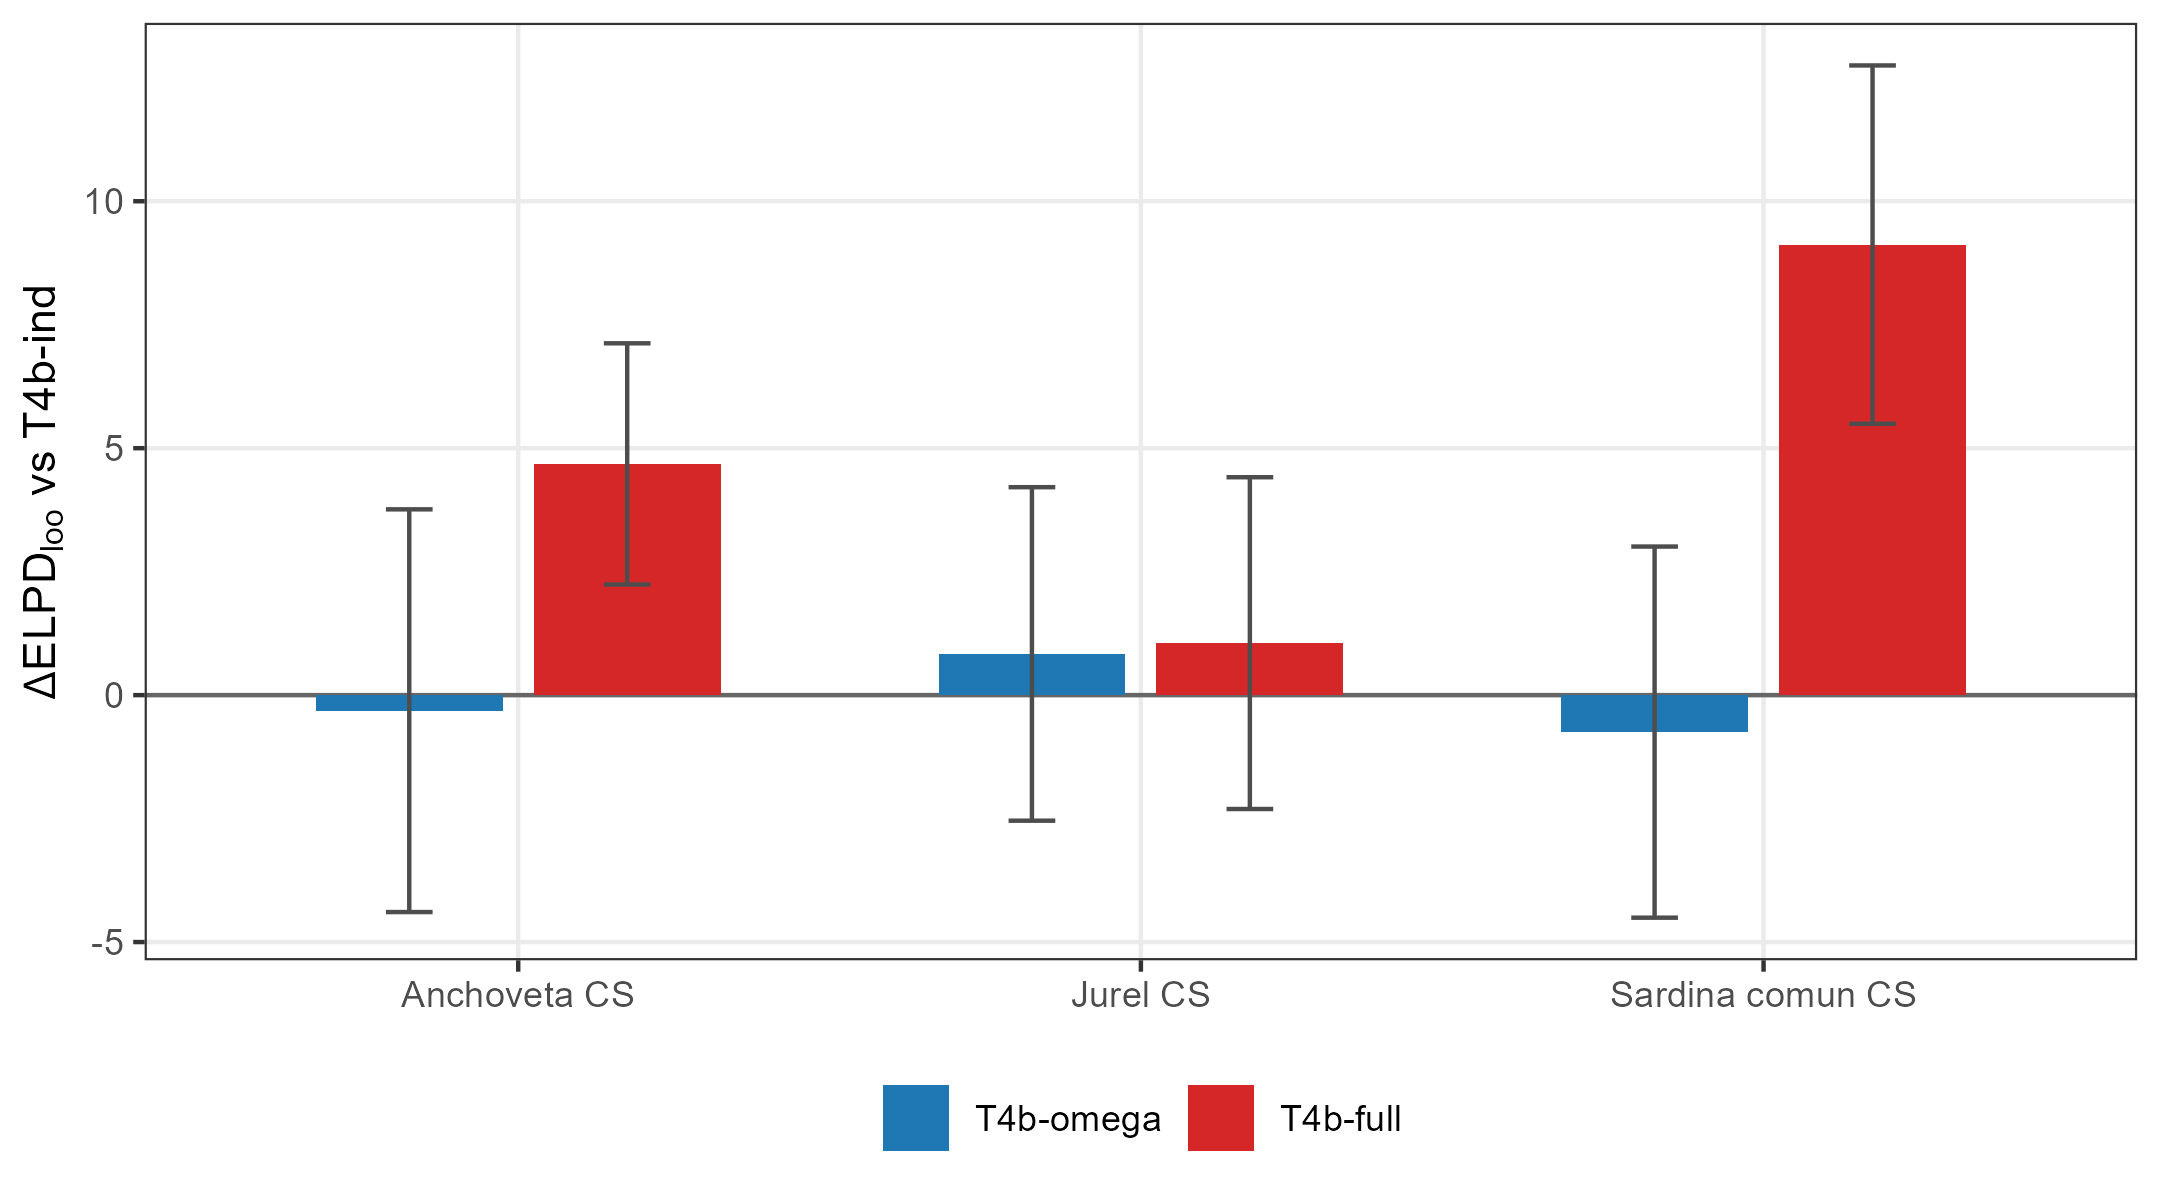 ΔELPDloo vs T4b-ind
10
5
0
-5
Anchoveta CS
Jurel CS
Sardina comun CS
T4b-omega
T4b-full